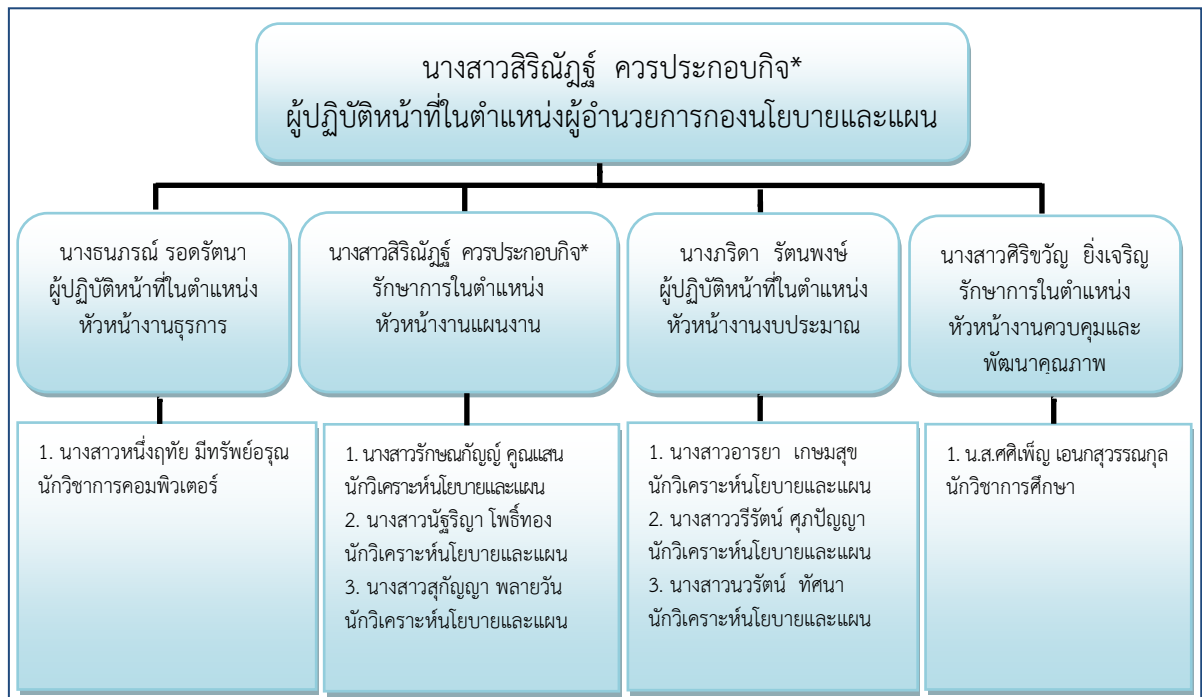 นางสาวสิริณัฏฐ์ ควรประกอบกิจ*
ผู้ปฏิบัติหน้าที่ในตำแหน่งผู้อำนวยการกองนโยบายและแผน
นางธนภรณ์ รอดรัตนา
ผู้ปฏิบัติหน้าที่ในตำแหน่ง
หัวหน้างานธุรการ
นางสาวสิริณัฏฐ์ ควรประกอบกิจ*
รักษาการในตำแหน่ง
หัวหน้างานแผนงาน
นางภริดา รัตนพงษ์
ผู้ปฏิบัติหน้าที่ในตำแหน่ง
หัวหน้างานงบประมาณ
นางสาวศิริขวัญ ยิ่งเจริญ
รักษาการในตำแหน่ง
หัวหน้างานควบคุมและ
พัฒนาคุณภาพ
1. นางสาวหนึ่งฤทัย มีทรัพย์อรุณ
นักวิชาการคอมพิวเตอร์
1. นางสาวรักษณกัญญ์ คูณแสน
นักวิเคราะห์นโยบายและแผน
2. นางสาวนัฐริญา โพธิ์ทอง
นักวิเคราะห์นโยบายและแผน
3. นางสาวสุกัญญา พลายวัน
นักวิเคราะห์นโยบายและแผน
1. นางสาวอารยา เกษมสุข
นักวิเคราะห์นโยบายและแผน
2. นางสาววรีรัตน์ ศุภปัญญา
นักวิเคราะห์นโยบายและแผน
3. นางสาวนวรัตน์ ทัศนา
นักวิเคราะห์นโยบายและแผน
1. น.ส.ศศิเพ็ญ เอนกสุวรรณกุล
นักวิชาการศึกษา